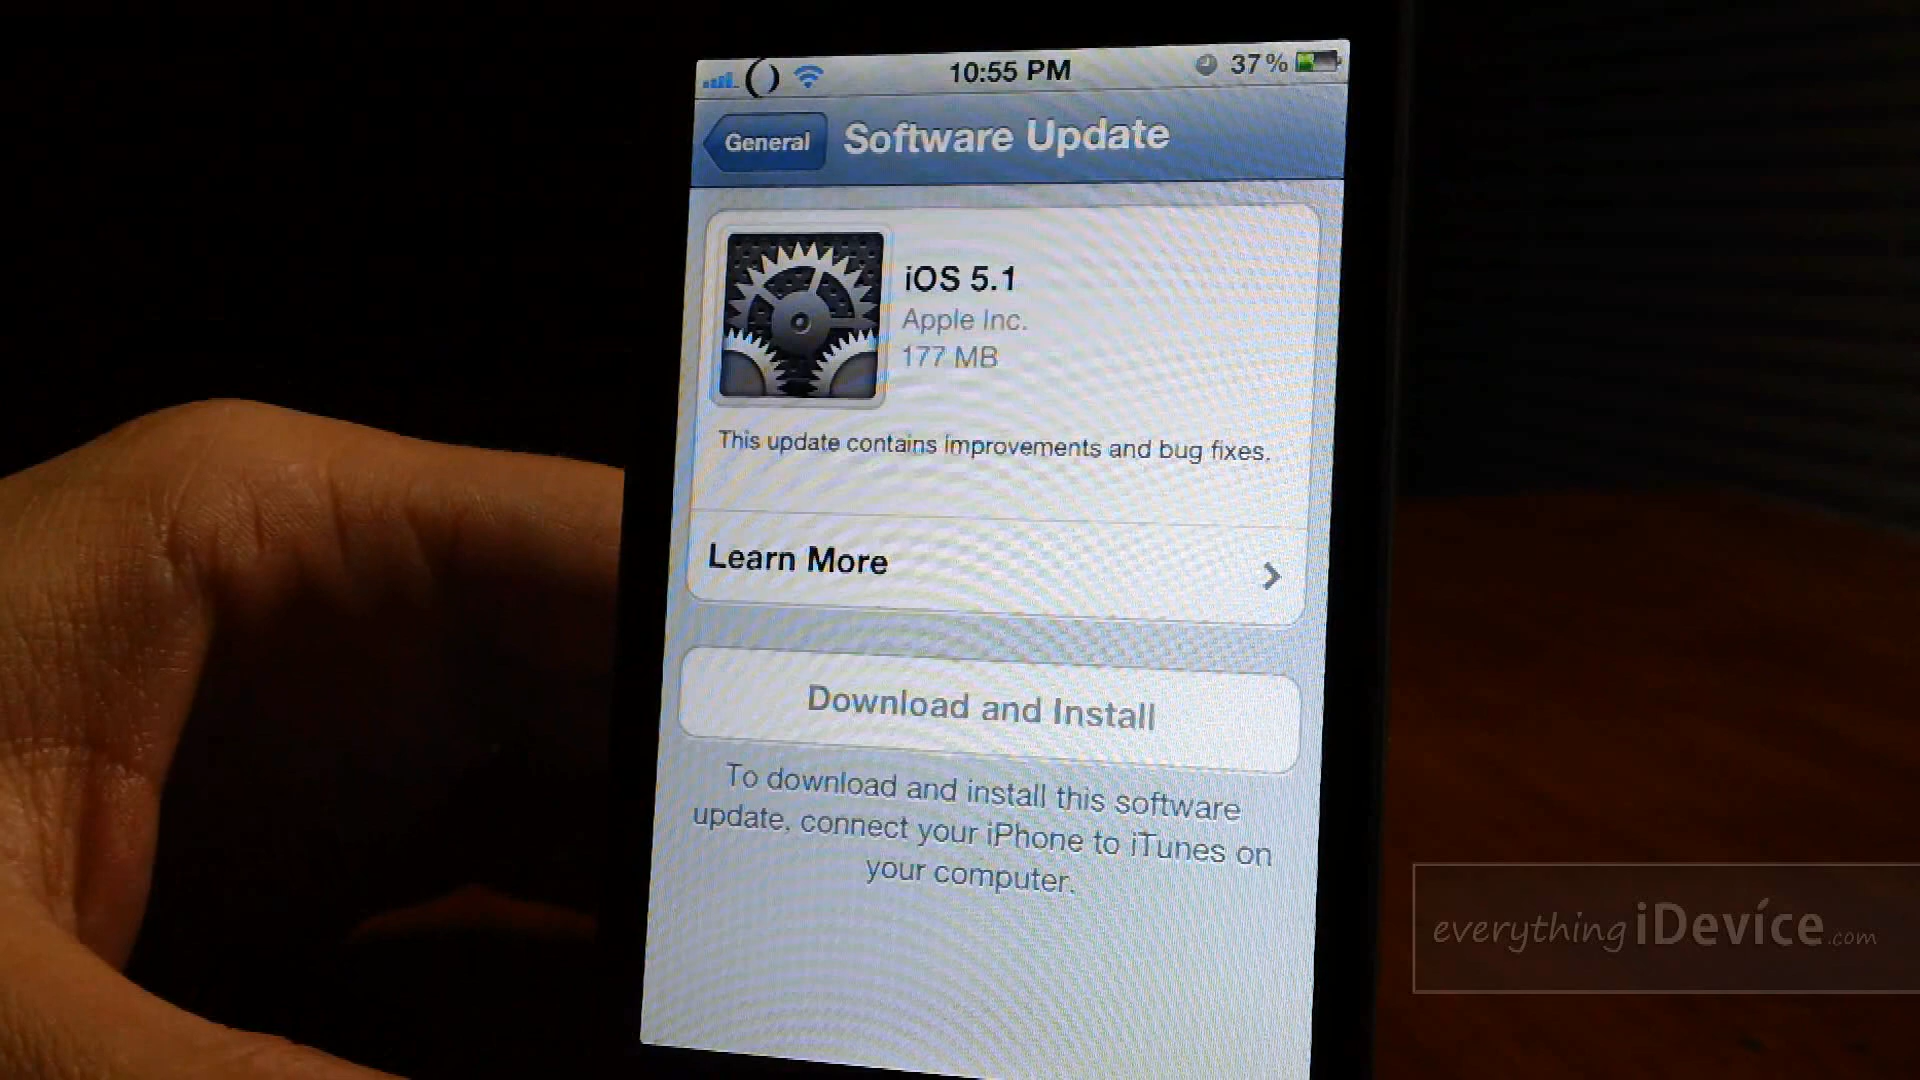 10:55 PM
37%
General
Software Update
iOS 5.1
Apple Inc.
177 MB
This update contains improvements and bug fixes.
Learn More
Download and Install
To download and install this software
update, connect your iPhone to iTunes on
your computer.
everything iDevíce.com